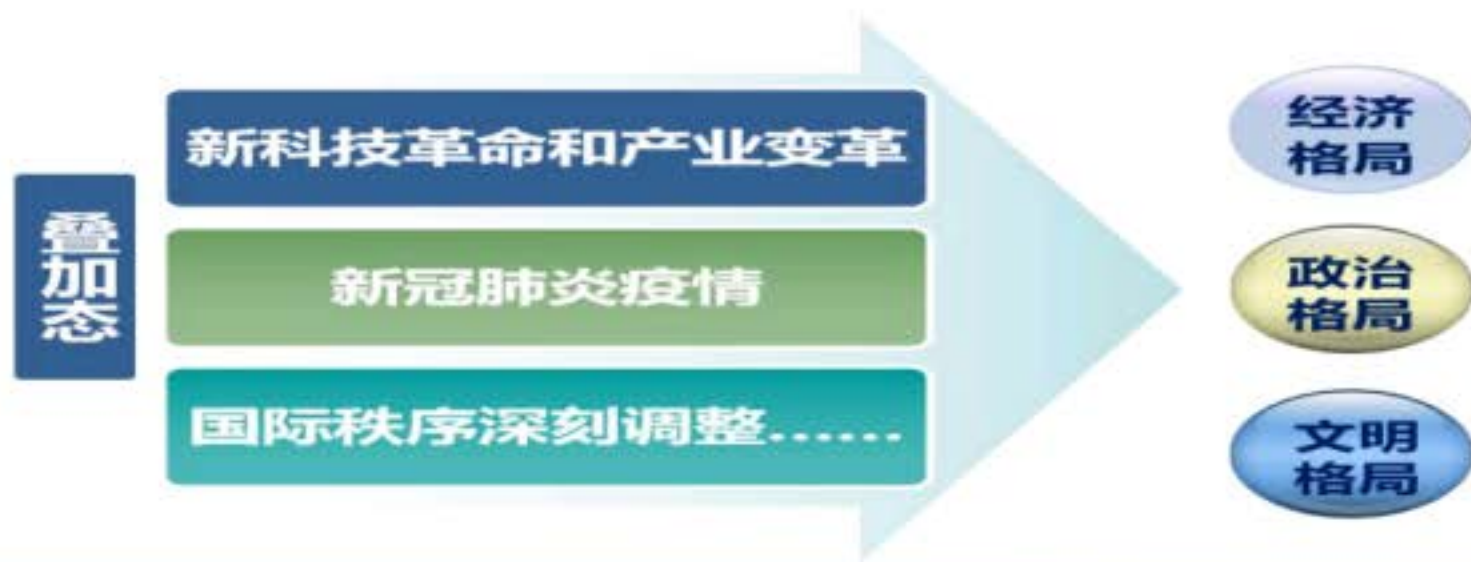 叠加态
新科技革命和产业变革
新冠肺炎疫情
国际秩序深刻调整......
经济
格局
政治
格局
文明
格局